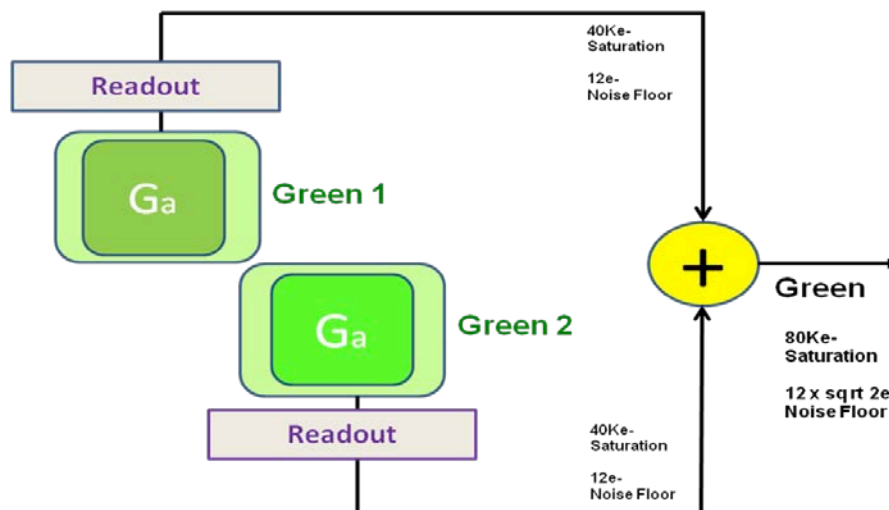 40Ke-
Saturation
12e-
Noise Floor
Readout
Ga
Green 1
+
Green
Ga
Green 2
80Ke-
Saturation
12 x sqrt 2e
Noise Floor
Readout
40Ke-
Saturation
12e-
Noise Floor